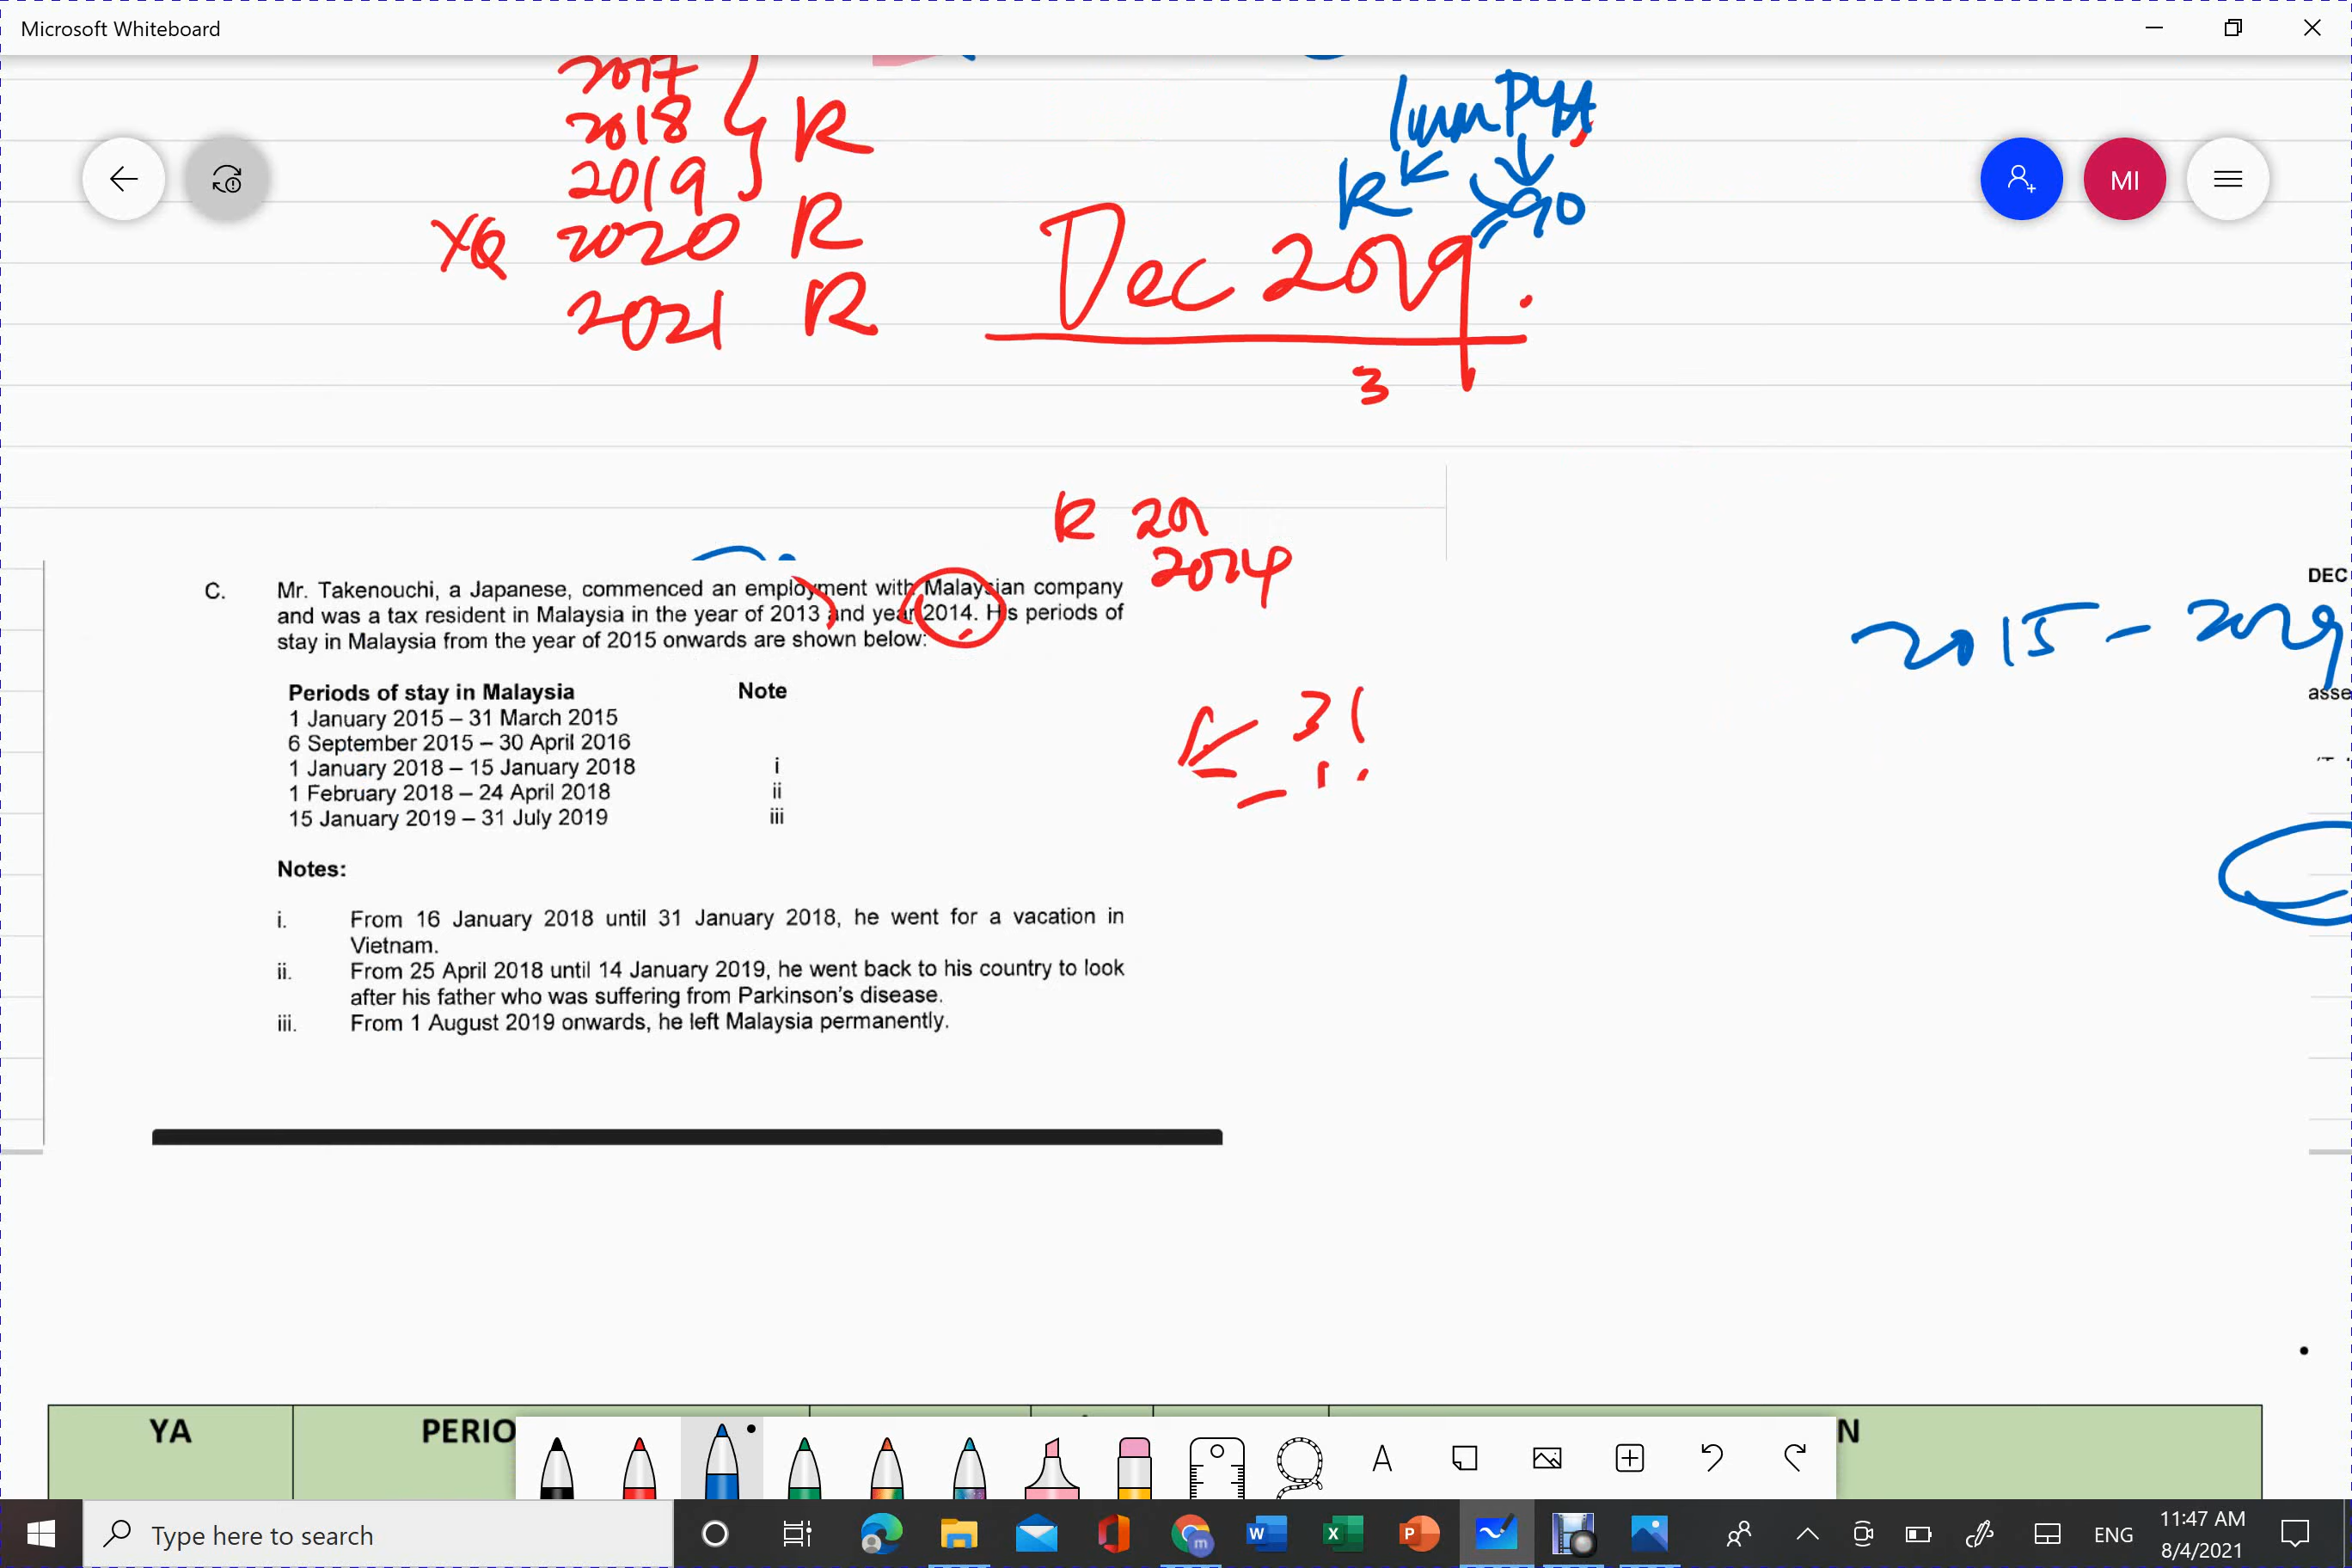 Microsoft Whiteboard
2017
2018
R
2019
XQ 2020 R
2021 R
R
90
Dec 2019.
3
MI
R 201
2014
C. Mr. Takenouchi, a Japanese, commenced an employment with Malaysian company
and was a tax resident in Malaysia in the year of 2013 and year 2014. His periods of
stay in Malaysia from the year of 2015 onwards are shown below:
Periods of stay in Malaysia Note
1 January 2015 – 31 March 2015
6 September 2015 – 30 April 2016
1 January 2018 – 15 January 2018 i
1 February 2018 – 24 April 2018 ii
15 January 2019 – 31 July 2019 iii
31
Notes:
i. From 16 January 2018 until 31 January 2018, he went for a vacation in
Vietnam.
ii. From 25 April 2018 until 14 January 2019, he went back to his country to look
after his father who was suffering from Parkinson's disease.
iii. From 1 August 2019 onwards, he left Malaysia permanently.
DEC
2015 – 2019
asse
YA PERIO N
Type here to search
ENG
11:47 AM
8/4/2021